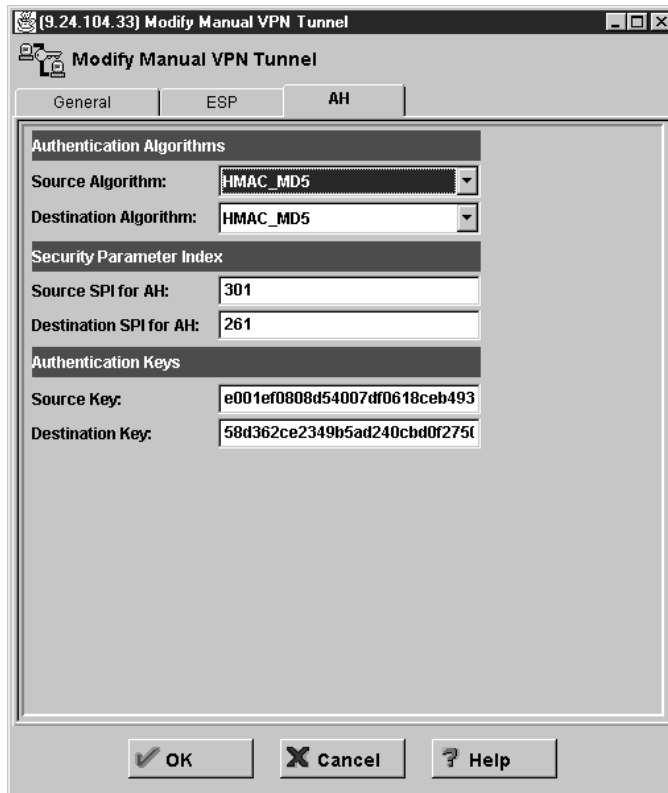 (9.24.104.33) Modify Manual VPN Tunnel
Modify Manual VPN Tunnel
General ESP AH
Authentication Algorithms
Source Algorithm: HMAC_MD5
Destination Algorithm: HMAC_MD5
Security Parameter Index
Source SPI for AH: 301
Destination SPI for AH: 261
Authentication Keys
Source Key: e001ef0808d54007df0618ceb493
Destination Key: 58d362ce2349b5ad240cbd0f275(
OK Cancel Help